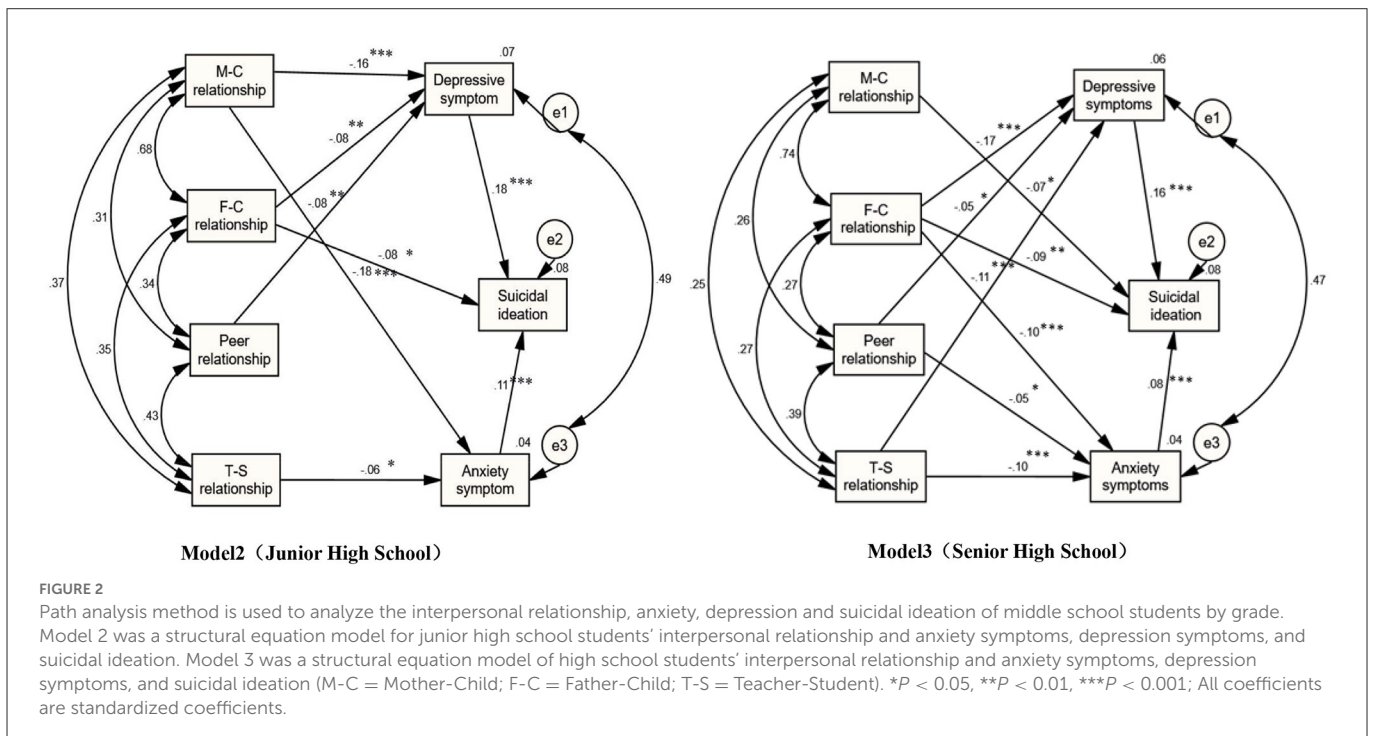 M-C
relationship
F-C
relationship
Peer
relationship
T-S
relationship
Depressive
symptom
Suicidal
ideation
Anxiety
symptom
e1
e2
e3
.07
.08
.04
-.16 ***
-.08 **
-.08 **
-.08 *
-.18 ***
-.06 *
.18 ***
.11 ***
.68
.31
.37
.34
.35
.43
.49
Model2（Junior High School）
M-C
relationship
F-C
relationship
Peer
relationship
T-S
relationship
Depressive
symptoms
Suicidal
ideation
Anxiety
symptoms
e1
e2
e3
.06
.08
.04
-.17 ***
-.07 *
-.05 *
-.09 **
-.11 ***
-.10 ***
-.05 *
-.10 ***
.16 ***
.08 ***
.74
.26
.25
.27
.27
.39
.47
Model3（Senior High School）
FIGURE 2
Path analysis method is used to analyze the interpersonal relationship, anxiety, depression and suicidal ideation of middle school students by grade.
Model 2 was a structural equation model for junior high school students’ interpersonal relationship and anxiety symptoms, depression symptoms, and
suicidal ideation. Model 3 was a structural equation model of high school students’ interpersonal relationship and anxiety symptoms, depression
symptoms, and suicidal ideation (M-C = Mother-Child; F-C = Father-Child; T-S = Teacher-Student). *P < 0.05, **P < 0.01, ***P < 0.001; All coefficients
are standardized coefficients.